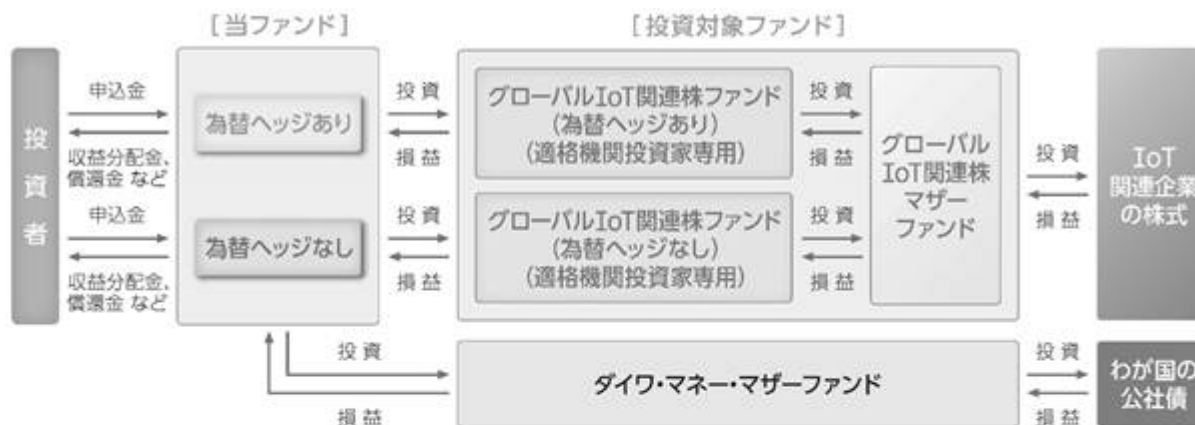 [当ファンド]
[投資対象ファンド]
投資者
申込金
収益分配金、
償還金 など
申込金
収益分配金、
償還金 など
為替ヘッジあり
為替ヘッジなし
投資
損益
投資
損益
グローバルIoT関連株ファンド
(為替ヘッジあり)
(適格機関投資家専用)
グローバルIoT関連株ファンド
(為替ヘッジなし)
(適格機関投資家専用)
投資
損益
投資
損益
グローバル
IoT関連株
マザー
ファンド
投資
損益
IoT
関連企業
の株式
投資
損益
ダイワ・マネー・マザーファンド
投資
損益
わが国の
公社債